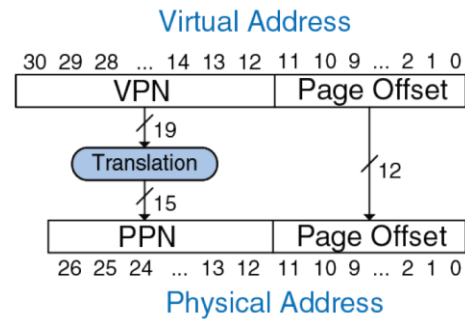 Virtual Address
30 29 28 ... 14 13 12 11 10 9 ... 2 1 0
VPN Page Offset
19
Translation
12
15
PPN Page Offset
26 25 24 ... 13 12 11 10 9 ... 2 1 0
Physical Address